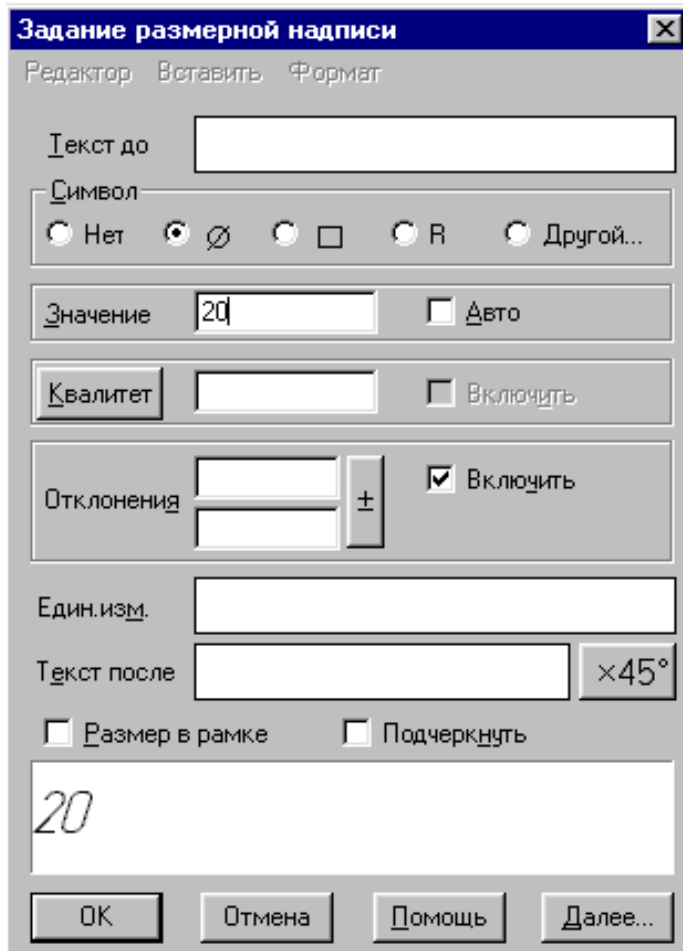 Задание размерной надписи
Редактор Вставить Формат
Текст до
Символ
Нет ∅ □ R Другой...
Значение 20 Авто
Квалитет Включить
Отклонения ± Включить
Един.изм.
Текст после ×45°
Размер в рамке Подчеркнуть
20
OK Отмена Помощь Далее...